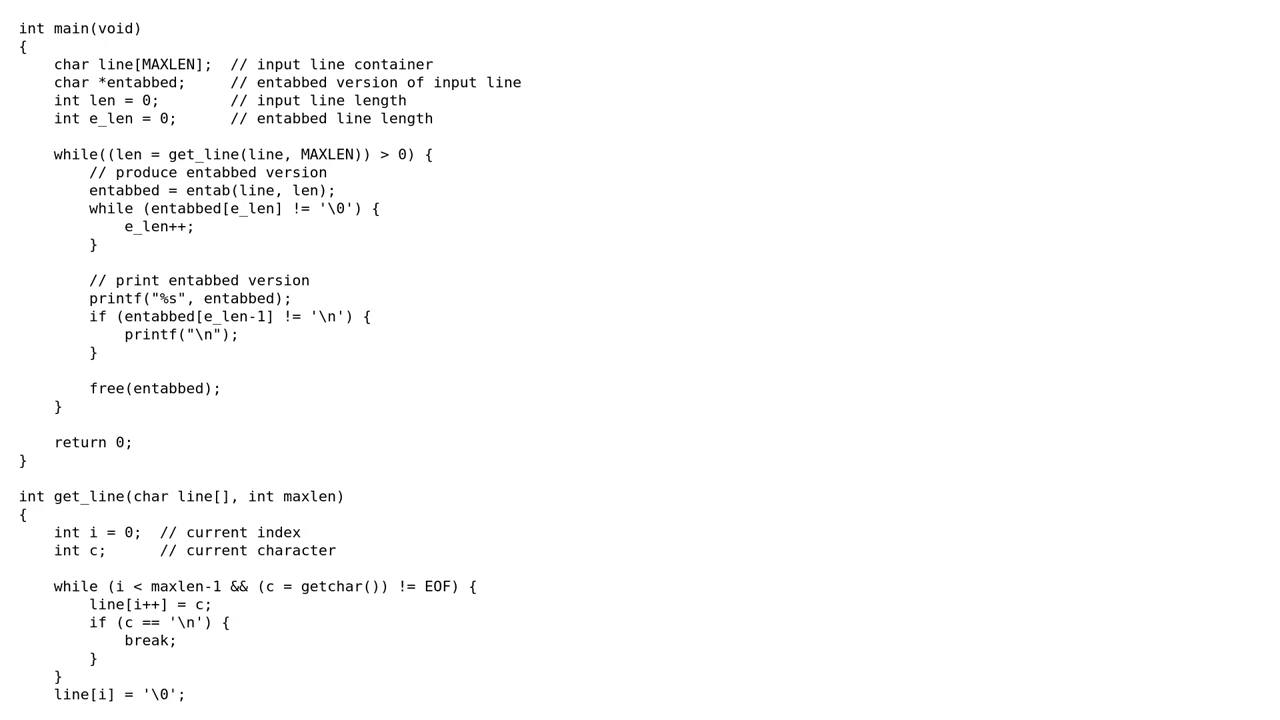 int main(void)
{
    char line[MAXLEN];  // input line container
    char *entabbed;     // entabbed version of input line
    int len = 0;        // input line length
    int e_len = 0;      // entabbed line length

    while((len = get_line(line, MAXLEN)) > 0) {
        // produce entabbed version
        entabbed = entab(line, len);
        while (entabbed[e_len] != '\0') {
            e_len++;
        }

        // print entabbed version
        printf("%s", entabbed);
        if (entabbed[e_len-1] != '\n') {
            printf("\n");
        }

        free(entabbed);
    }

    return 0;
}

int get_line(char line[], int maxlen)
{
    int i = 0;  // current index
    int c;      // current character

    while (i < maxlen-1 && (c = getchar()) != EOF) {
        line[i++] = c;
        if (c == '\n') {
            break;
        }
    }
    line[i] = '\0';